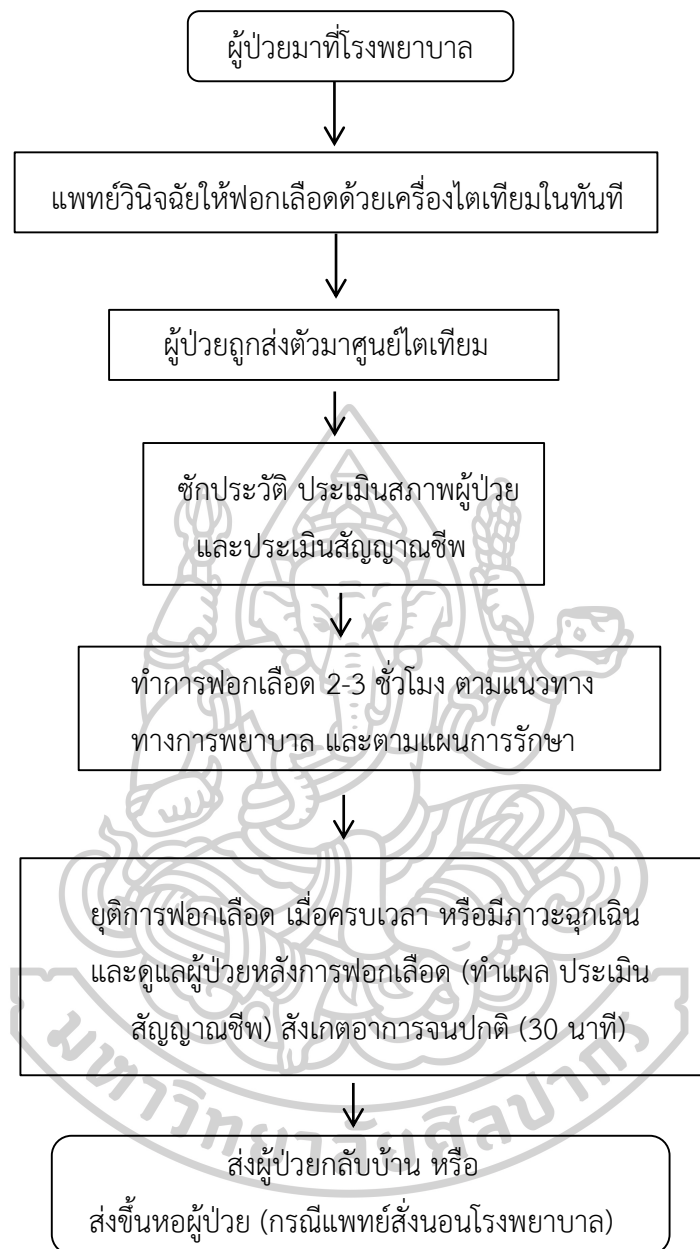 ผู้ป่วยมาที่โรงพยาบาล
แพทย์วินิจฉัยให้ฟอกเลือดด้วยเครื่องไตเทียมในทันที
ผู้ป่วยถูกส่งตัวมาศูนย์ไตเทียม
ซักประวัติ ประเมินสภาพผู้ป่วย
และประเมินสัญญาณชีพ
ทำการฟอกเลือด 2-3 ชั่วโมง ตามแนวทาง
ทางการพยาบาล และตามแผนการรักษา
ยุติการฟอกเลือด เมื่อครบเวลา หรือมีภาวะฉุกเฉิน
และดูแลผู้ป่วยหลังการฟอกเลือด (ทำแผล ประเมิน
สัญญาณชีพ) สังเกตอาการจนปกติ (30 นาที)
มหาวิทยาลัยศิลปากร
ส่งผู้ป่วยกลับบ้าน หรือ
ส่งขึ้นหอผู้ป่วย (กรณีแพทย์สั่งนอนโรงพยาบาล)